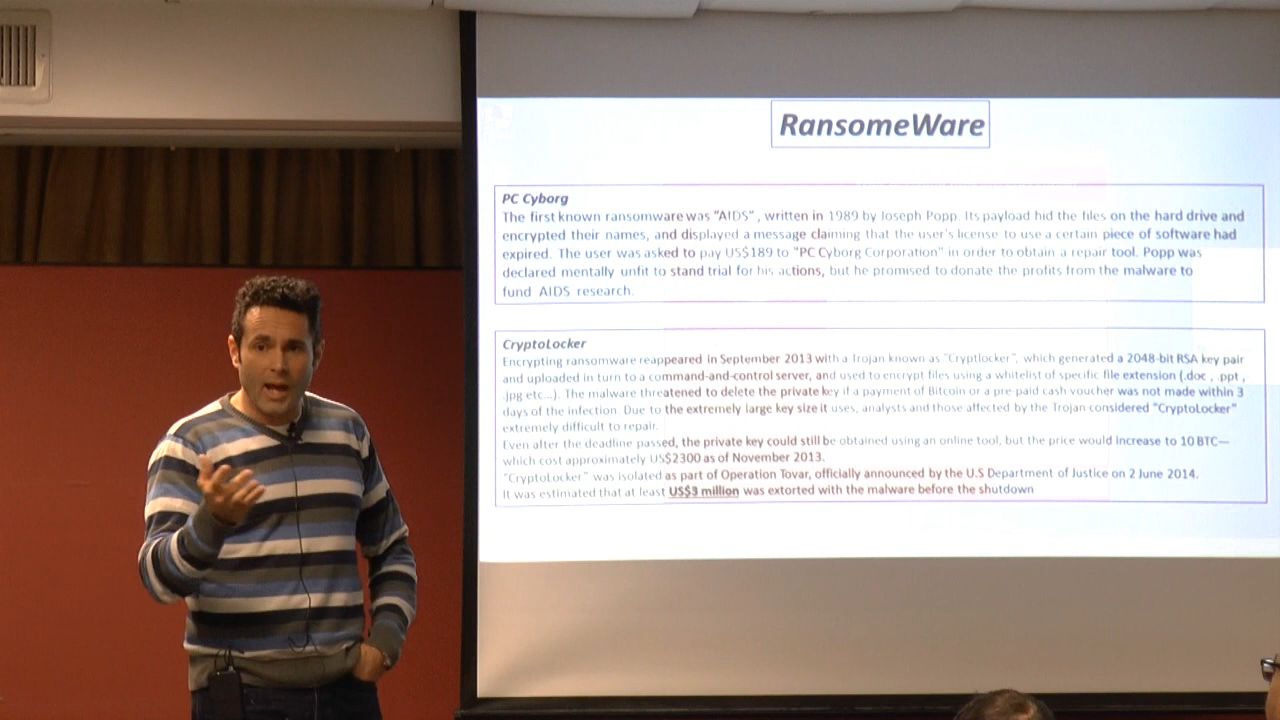 RansomeWare
PC Cyborg
The first known ransomware was "AIDS" , written in 1989 by Joseph Popp. Its payload hid the files on the hard drive and
encrypted their names, and displayed a message claiming that the user's license to use a certain piece of software had
expired. The user was asked to pay US$189 to "PC Cyborg Corporation" in order to obtain a repair tool. Popp was
declared mentally unfit to stand trial for his actions, but he promised to donate the profits from the malware to
fund AIDS research.
CryptoLocker
Encrypting ransomware reappeared in September 2013 with a Trojan known as "Cryptlocker", which generated a 2048-bit RSA key pair
and uploaded in turn to a command-and-control server, and used to encrypt files using a whitelist of specific file extension (.doc , .ppt ,
.jpg etc...). The malware threatened to delete the private key if a payment of Bitcoin or a pre-paid cash voucher was not made within 3
days of the infection. Due to the extremely large key size it uses, analysts and those affected by the Trojan considered "CryptoLocker"
extremely difficult to repair.
Even after the deadline passed, the private key could still be obtained using an online tool, but the price would increase to 10 BTC—
which cost approximately US$2300 as of November 2013.
"CryptoLocker" was isolated as part of Operation Tovar, officially announced by the U.S Department of Justice on 2 June 2014.
It was estimated that at least US$3 million was extorted with the malware before the shutdown